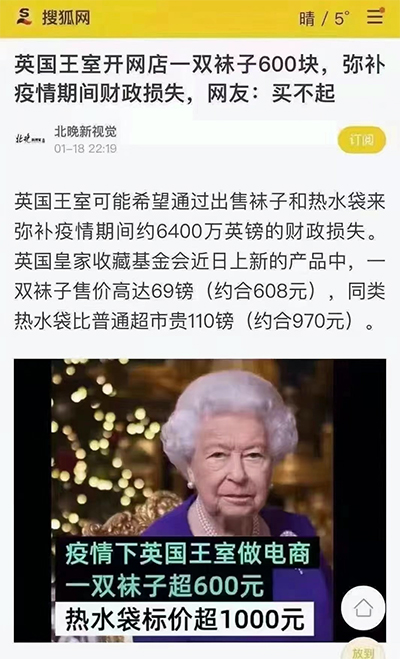 搜狐网
晴 / 5°
英国王室开网店一双袜子600块，弥补
疫情期间财政损失，网友：买不起
北晚新视觉
01-18 22:19
订阅
英国王室可能希望通过出售袜子和热水袋来
弥补疫情期间约6400万英镑的财政损失。
英国皇家收藏基金会近日上新的产品中，一
双袜子售价高达69镑（约合608元），同类
热水袋比普通超市贵110镑（约合970元）。
疫情下英国王室做电商
一双袜子超600元
热水袋标价超1000元
放到